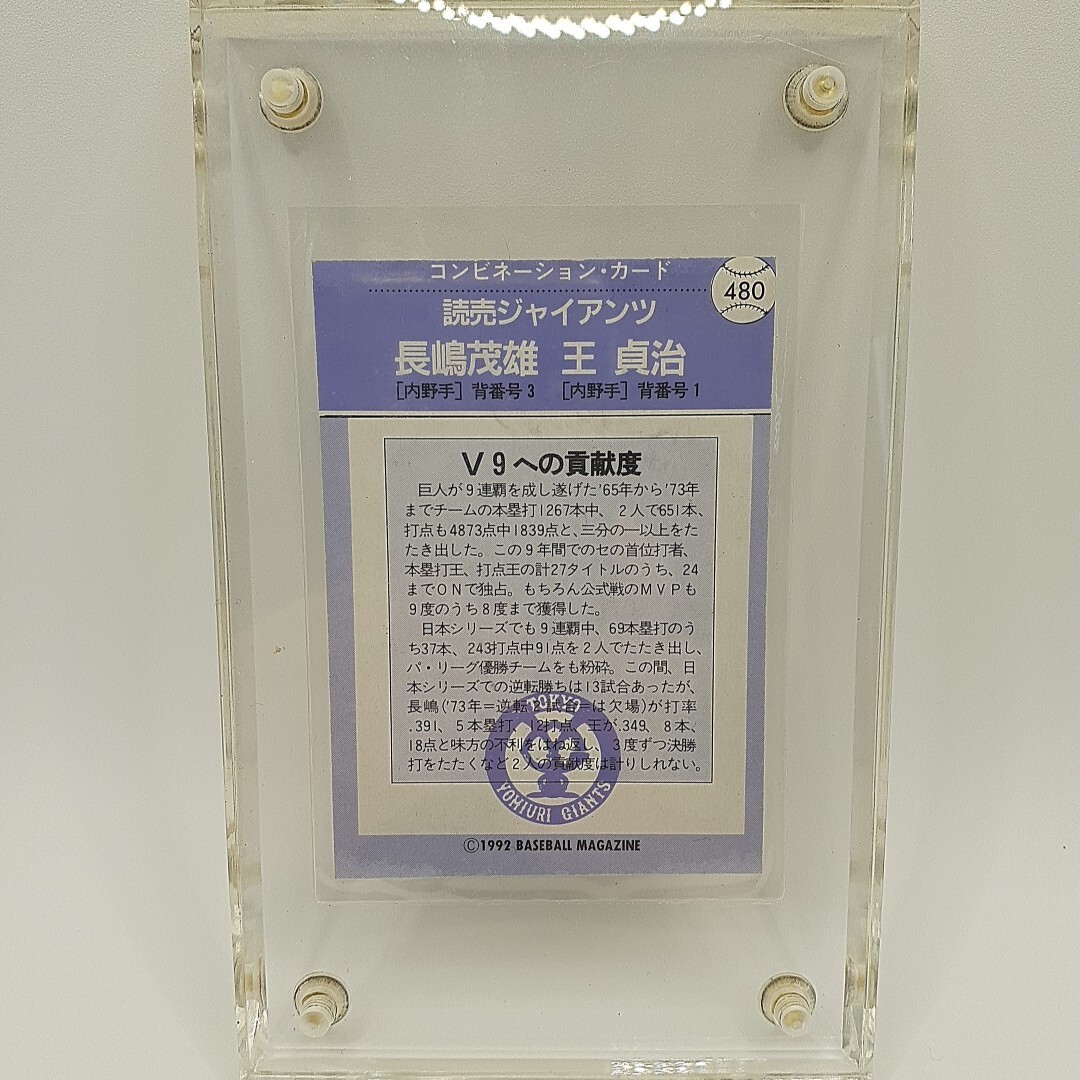 コンビネーション・カード
480
読売ジャイアンツ
長嶋茂雄 王 貞治
［内野手］背番号3 ［内野手］背番号1
V9への貢献度
巨人が9連覇を成し遂げた'65年から'73年
までチームの本塁打1267本中、2人で651本、
打点も4873点中1839点と、三分の一以上をた
たき出した。この9年間でのセの首位打者、
本塁打王、打点王の計27タイトルのうち、24
までONで独占。もちろん公式戦のMVPも
9度のうち8度まで獲得した。
日本シリーズでも9連覇中、69本塁打のう
ち37本、243打点中91点を2人でたたき出し、
パ・リーグ優勝チームをも粉砕。この間、日
本シリーズでの逆転勝ちは13試合あったが、
長嶋('73年=逆転2試合=は欠場)が打率
.391、5本塁打、12打点、王が.349、8本、
18点と味方の不利をはね返し、3度ずつ決勝
打をたたくなど2人の貢献度は計りしれない。
TOKYO
YOMIURI GIANTS
©1992 BASEBALL MAGAZINE